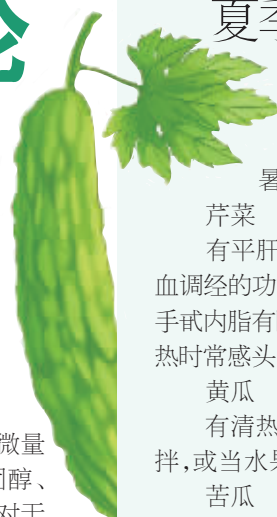 论
夏季
暑
芹菜
有平肝
血调经的功
手甙内脂有
热时常感头
黄瓜
有清热
拌,或当水果
苦瓜
微量
醇、
对于